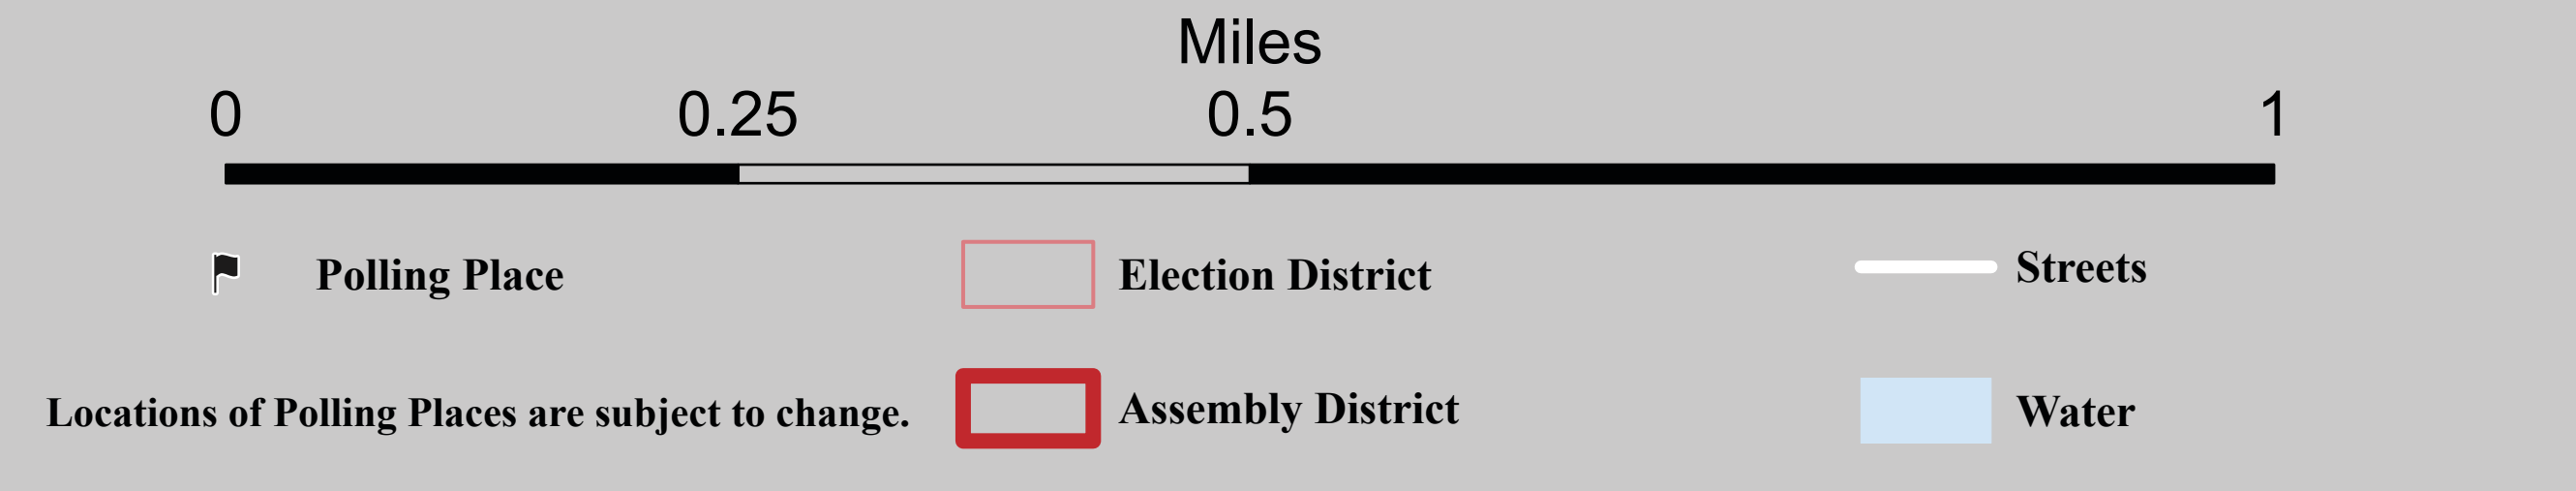 Miles
0 0.25 0.5 1
Polling Place Election District Streets
Locations of Polling Places are subject to change. Assembly District Water